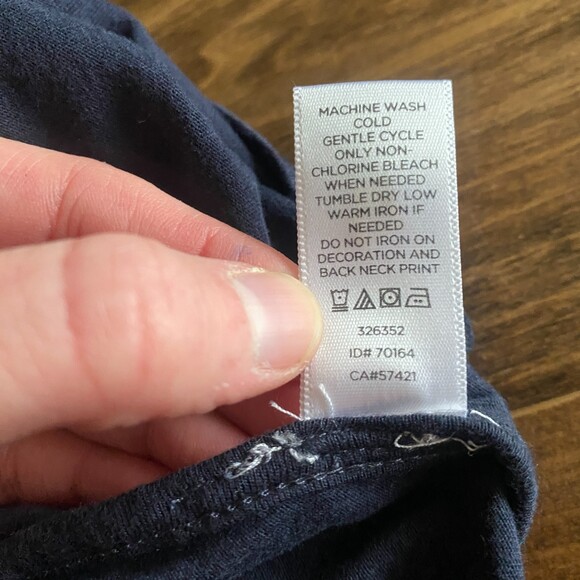 MACHINE WASH
COLD
GENTLE CYCLE
ONLY NON-
CHLORINE BLEACH
WHEN NEEDED
TUMBLE DRY LOW
WARM IRON IF
NEEDED
DO NOT IRON ON
DECORATION AND
BACK NECK PRINT
326352
ID# 70164
CA#57421